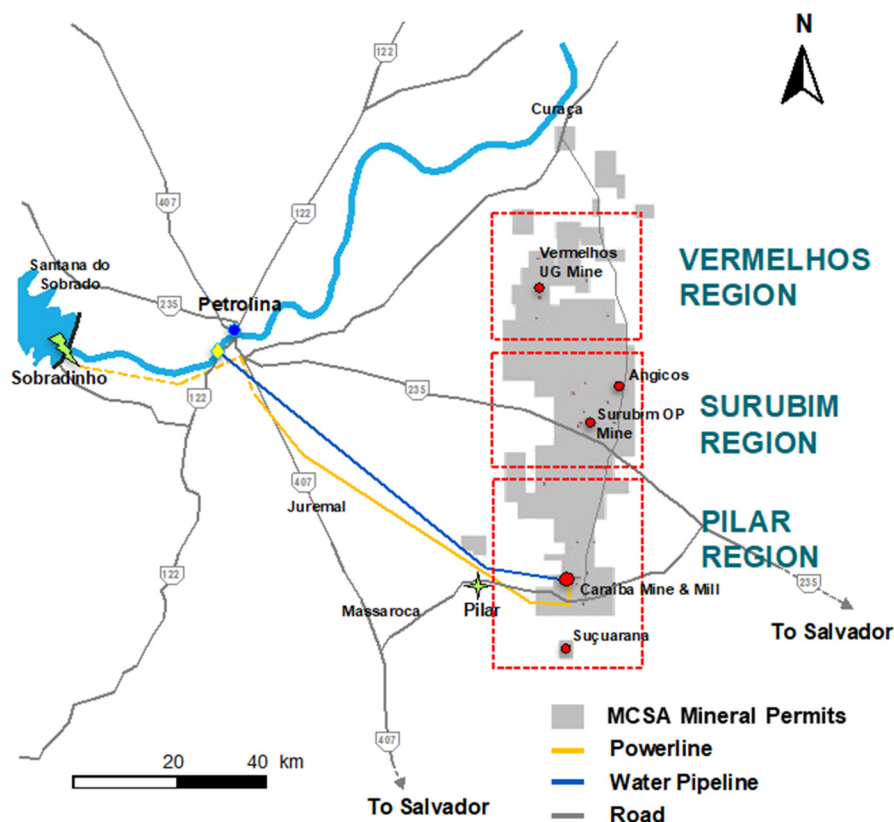 N
122
Curaçá
407
122
Vermelhos
UG Mine
VERMELHOS
REGION
Santana do
Sobrado
235
Petrolina
Sobradinho
122
235
Angicos
Surubim OP
Mine
SURUBIM
REGION
407
Juremal
PILAR
REGION
122
Massaroca
Pilar
Caraíba Mine & Mill
235
To Salvador
Suçuarana
407
To Salvador
20
40
km
MCSA Mineral Permits
Powerline
Water Pipeline
Road